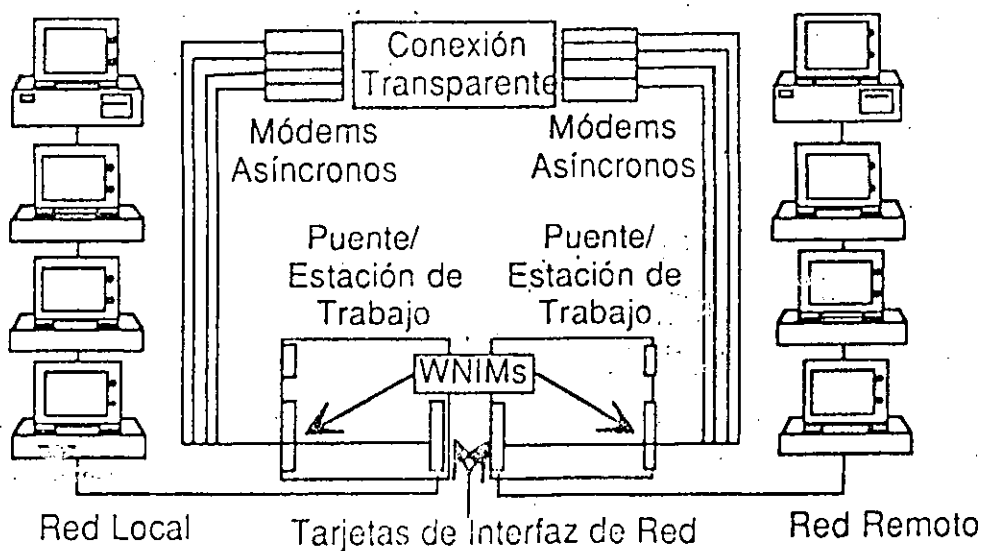 Conexión
Transparente
Módems
Asíncronos
Módems
Asíncronos
Puente/
Estación de
Trabajo
Puente/
Estación de
Trabajo
WNIMs
Red Local
Tarjetas de Interfaz de Red
Red Remoto